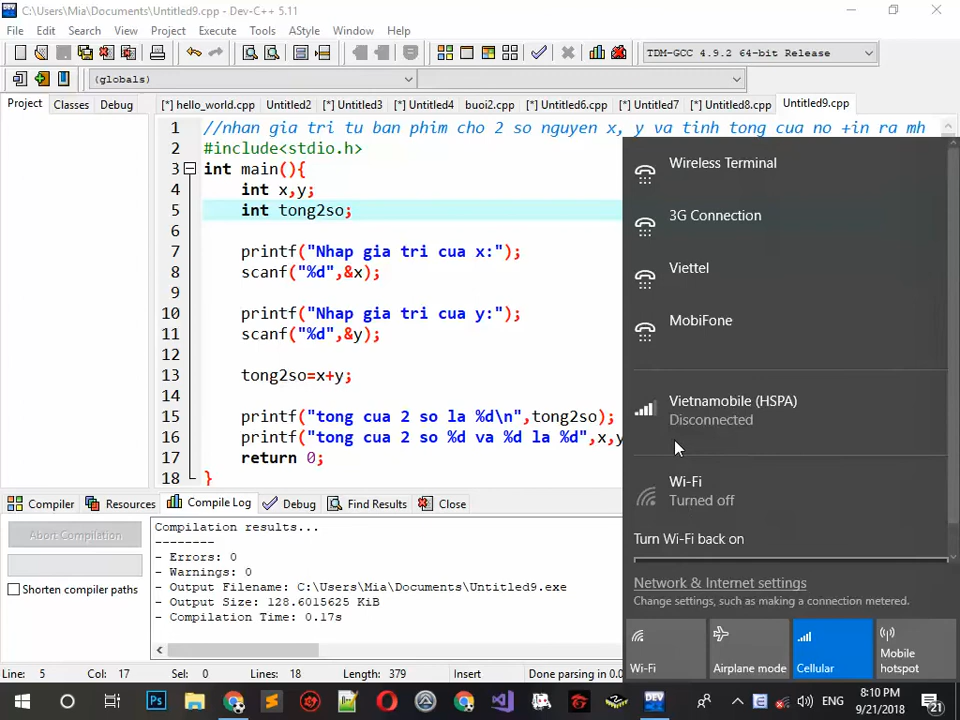 C:\Users\Mia\Documents\Untitled9.cpp - Dev-C++ 5.11
File Edit Search View Project Execute Tools AStyle Window Help
TDM-GCC 4.9.2 64-bit Release
(globals)
Project Classes Debug
[*] hello_world.cpp Untitled2 [*] Untitled3 [*] Untitled4 buoi2.cpp [*] Untitled6.cpp [*] Untitled7 [*] Untitled8.cpp Untitled9.cpp
1 //nhan gia tri tu ban phim cho 2 so nguyen x, y va tinh tong cua no +in ra mh
2 #include<stdio.h>
3 int main(){
4 int x,y;
5 int tong2so;
6
7 printf("Nhap gia tri cua x:");
8 scanf("%d",&x);
9
10 printf("Nhap gia tri cua y:");
11 scanf("%d",&y);
12
13 tong2so=x+y;
14
15 printf("tong cua 2 so la %d\n",tong2so);
16 printf("tong cua 2 so %d va %d la %d",x,y
17 return 0;
18 }
Compiler Resources Compile Log Debug Find Results Close
Abort Compilation
Shorten compiler paths
Compilation results...
--------
- Errors: 0
- Warnings: 0
- Output Filename: C:\Users\Mia\Documents\Untitled9.exe
- Output Size: 128.6015625 KiB
- Compilation Time: 0.17s
Line: 5 Col: 17 Sel: 0 Lines: 18 Length: 379 Insert Done parsing in 0.0
Wireless Terminal
3G Connection
Viettel
MobiFone
Vietnamobile (HSPA)
Disconnected
Wi-Fi
Turned off
Turn Wi-Fi back on
Network & Internet settings
Change settings, such as making a connection metered.
Wi-Fi
Airplane mode
Cellular
Mobile
hotspot
Ps
DEV
ENG
8:10 PM
9/21/2018
21